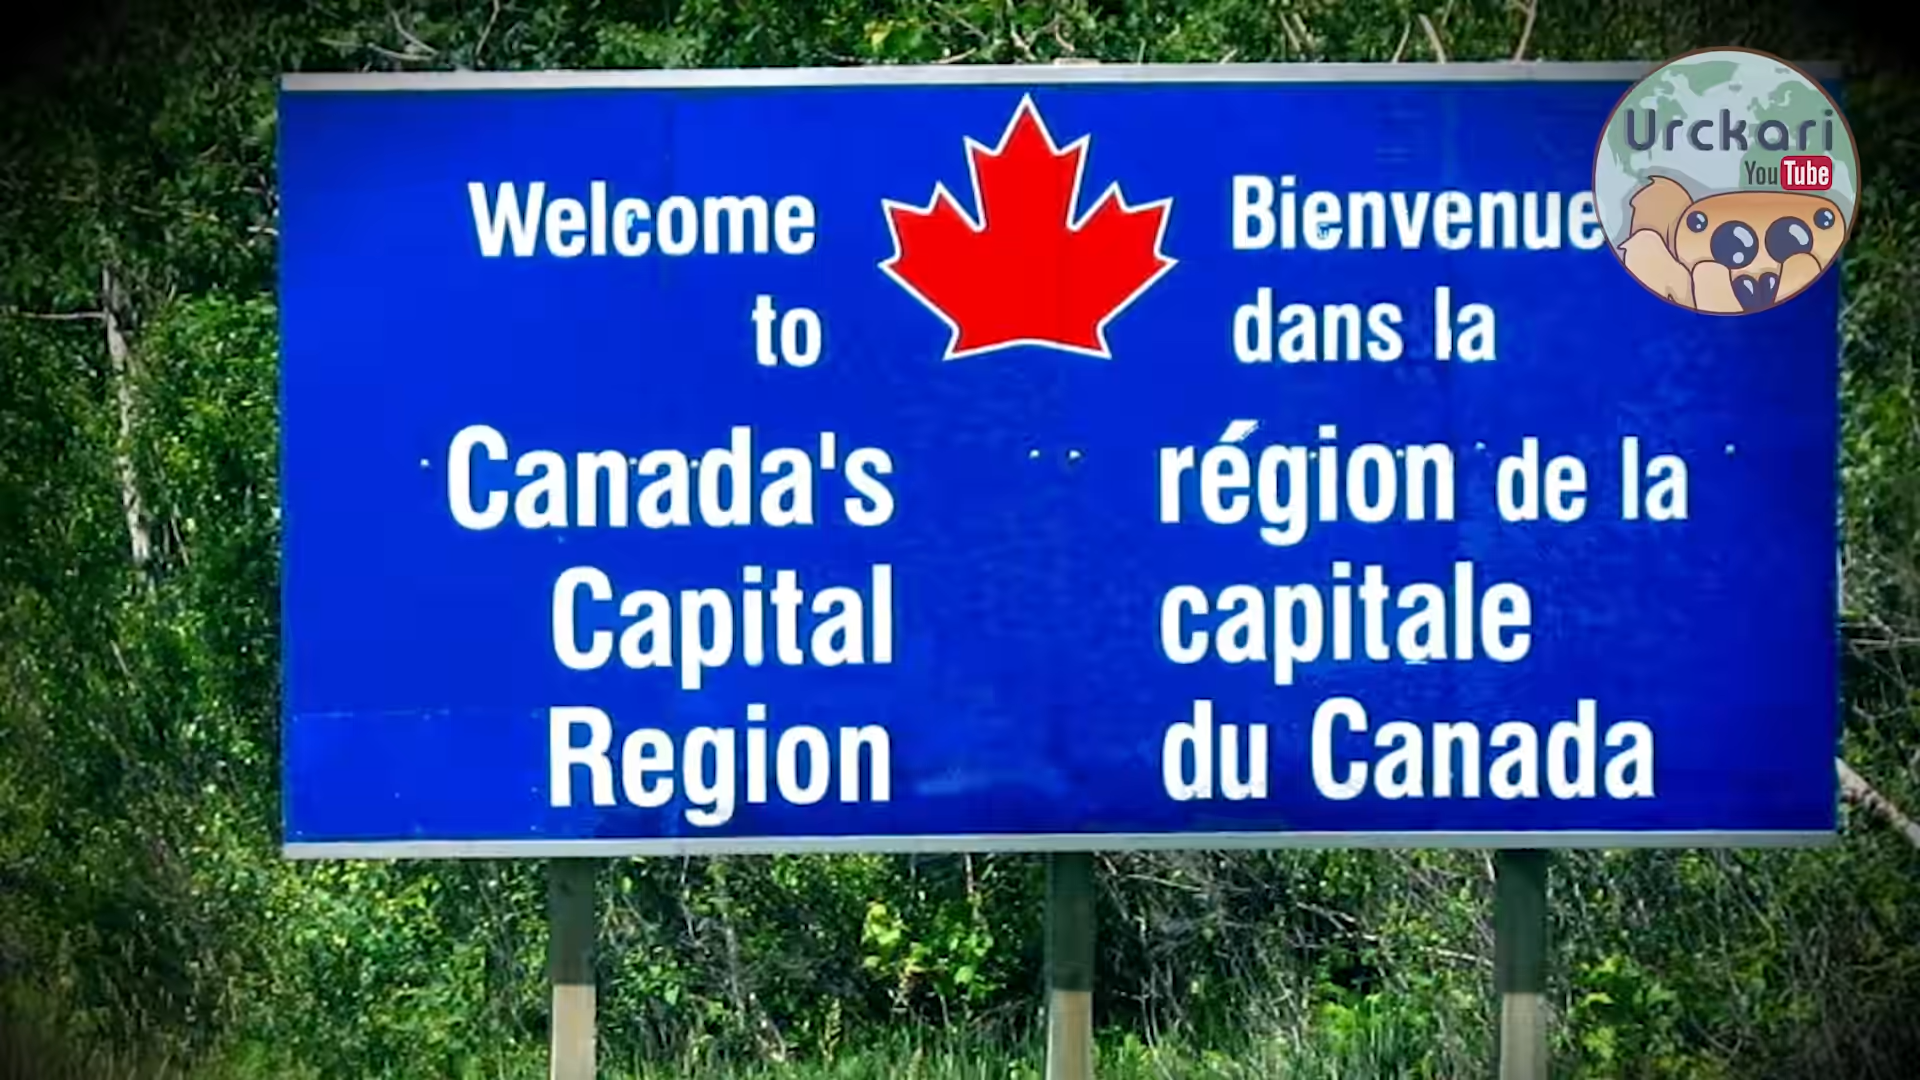 Welcome
to
Canada's
Capital
Region
Bienvenue
dans la
région de la
capitale
du Canada
Urckari
YouTube